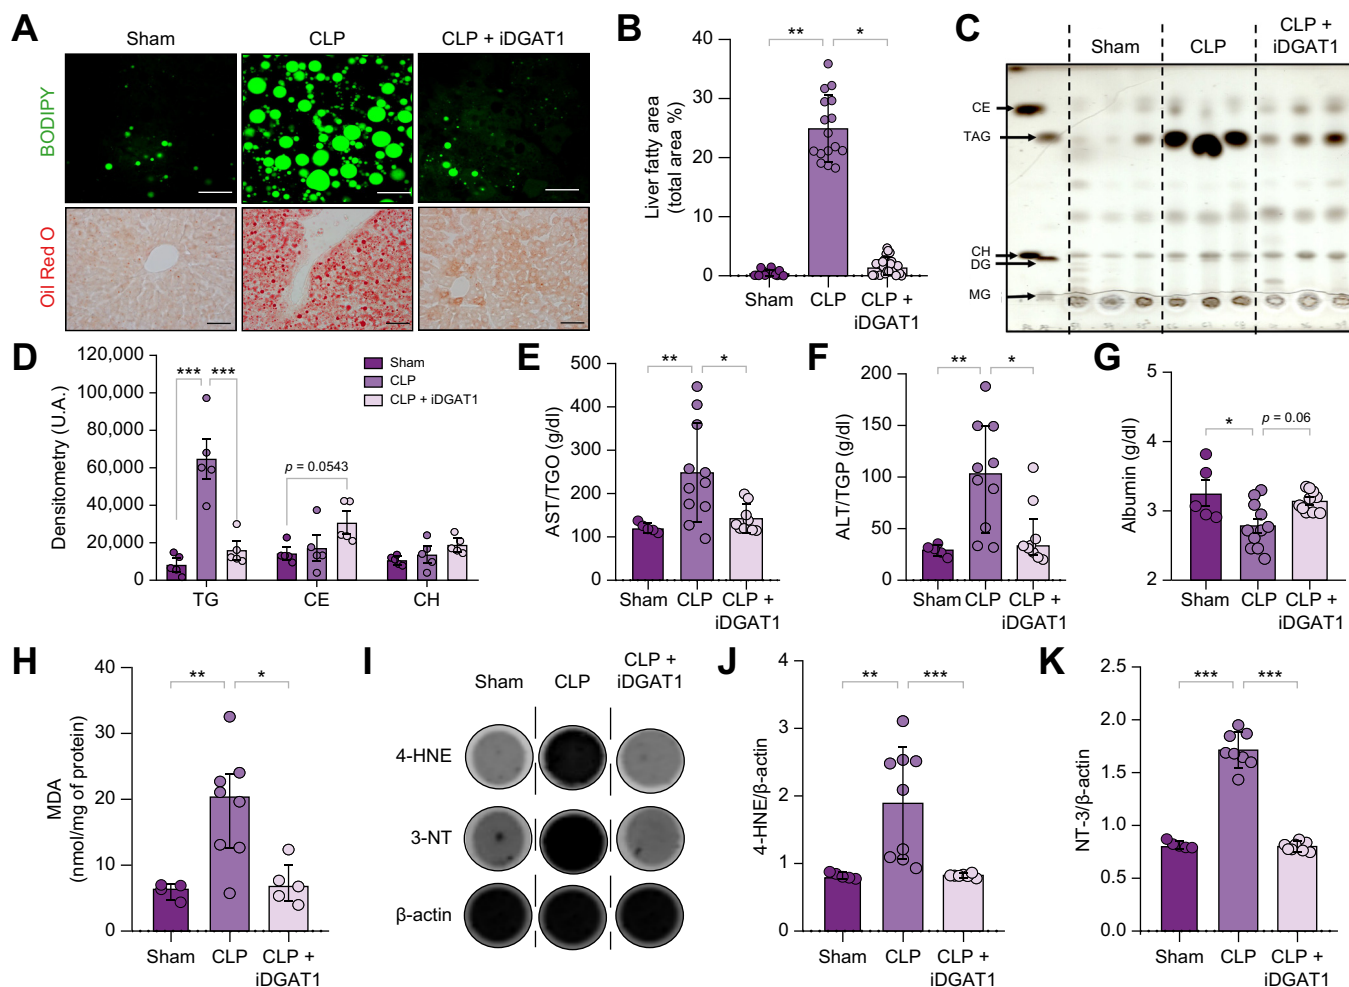 A
Sham
CLP
CLP + iDGAT1
BODIPY
Oil Red O
B
Liver fatty area
(total area area %)
40
30
20
10
0
**
*
Sham
CLP
CLP +
iDGAT1
C
Sham
CLP
CLP +
iDGAT1
CE
TAG
CH
DG
MG
D
Densitometry (U.A.)
120,000
100,000
80,000
60,000
40,000
20,000
0
***
***
p = 0.0543
Sham
CLP
CLP + iDGAT1
TG
CE
CH
E
AST/TGO (g/dl)
500
400
300
200
100
0
**
*
Sham
CLP
CLP +
iDGAT1
F
ALT/TGP (g/dl)
200
150
100
50
0
**
*
Sham
CLP
CLP +
iDGAT1
G
Albumin (g/dl)
5
4
3
2
*
p = 0.06
Sham
CLP
CLP +
iDGAT1
H
MDA
(nmol/mg of protein)
40
30
20
10
0
**
*
Sham
CLP
CLP +
iDGAT1
I
Sham
CLP
CLP +
iDGAT1
4-HNE
3-NT
β-actin
J
4-HNE/β-actin
4
3
2
1
0
**
***
Sham
CLP
CLP +
iDGAT1
K
NT-3/β-actin
2.5
2.0
1.5
1.0
0.5
0.0
***
***
Sham
CLP
CLP +
iDGAT1